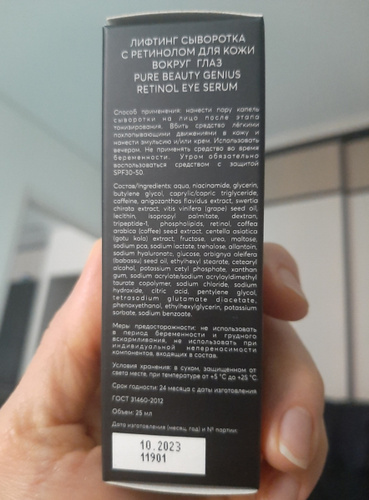 ЛИФТИНГ СЫВОРОТКА
С РЕТИНОЛОМ ДЛЯ КОЖИ
ВОКРУГ ГЛАЗ
PURE BEAUTY GENIUS
RETINOL EYE SERUM
Способ применения: нанести пару капель
сыворотки на лицо после этапа
тонизирования. Вбить средство лёгкими
похлопывающими движениями в кожу и
нанести эмульсию и/или крем. Использовать
вечером. Не применять средство во время
беременности. Утром обязательно
воспользоваться средством с защитой
SPF30-50.
Состав/Ingredients: aqua, niacinamide, glycerin,
butylene glycol, caprylic/capric triglyceride,
caffeine, anigozanthos flavidus extract, swertia
chirata extract, vitis vinifera (grape) seed oil,
lecithin, isopropyl palmitate, dextran,
tripeptide-1, phospholipids, retinol, coffea
arabica (coffee) seed extract, centella asiatica
(gotu kola) extract, fructose, urea, maltose,
sodium pca, sodium lactate, trehalose, allantoin,
sodium hyaluronate, glucose, orbignya oleifera
(babassu) seed oil, ethylhexyl stearate, cetearyl
alcohol, potassium cetyl phosphate, xanthan
gum, sodium acrylate/sodium acryloyldimethyl
taurate copolymer, sodium chloride, sodium
hydroxide, citric acid, pentylene glycol,
tetrasodium glutamate diacetate,
phenoxyethanol, ethylhexylglycerin, potassium
sorbate, sodium benzoate.
Меры предосторожности: не использовать
в период беременности и грудного
вскармливания, не использовать при
индивидуальной непереносимости
компонентов, входящих в состав.
Условия хранения: в сухом, защищенном от
света месте, при температуре от +5 °C до +25 °C.
Срок годности: 24 месяца с даты изготовления
ГОСТ 31460-2012
Объем: 25 мл
Дата изготовления (месяц, год) и № партии:
10.2023
11901